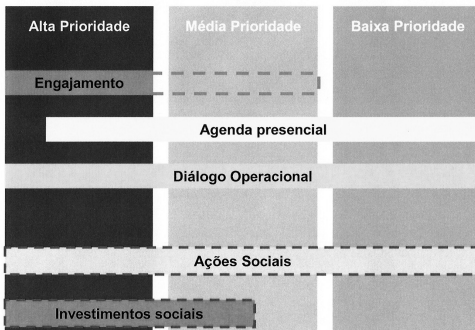 Alta Prioridade Média Prioridade Baixa Prioridade
Engajamento
Agenda presencial
Diálogo Operacional
Ações Sociais
Investimentos sociais